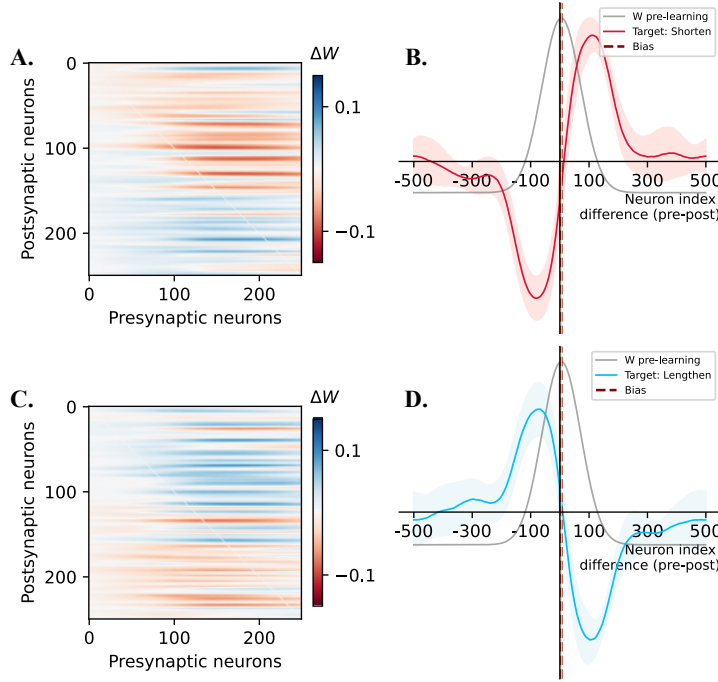 A.
ΔW
0
100
200
0.1
−0.1
Postsynaptic neurons
0
100
200
Presynaptic neurons
B.
W pre-learning
Target: Shorten
Bias
-500
-300
-100
100
300
500
Neuron index
difference (pre-post)
C.
ΔW
0
100
200
0.1
−0.1
Postsynaptic neurons
0
100
200
Presynaptic neurons
D.
W pre-learning
Target: Lengthen
Bias
-500
-300
-100
100
300
500
Neuron index
difference (pre-post)